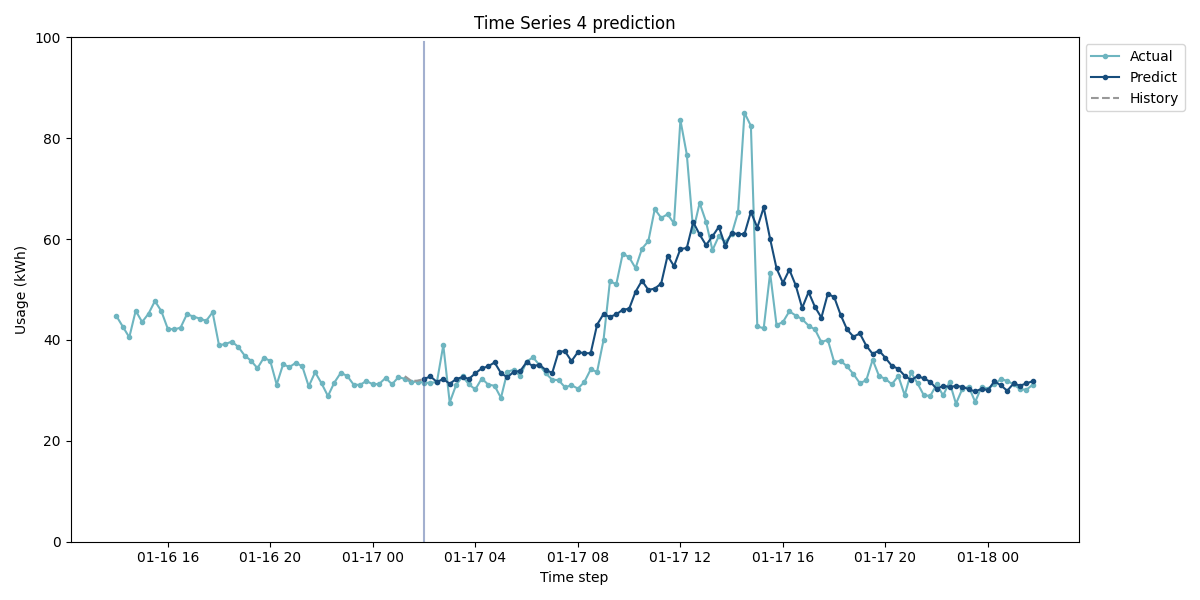 Time Series 4 prediction
Usage (kWh)
100
80
60
40
20
0
01-16 16
01-16 20
01-17 00
01-17 04
01-17 08
01-17 12
01-17 16
01-17 20
01-18 00
Time step
Actual
Predict
History